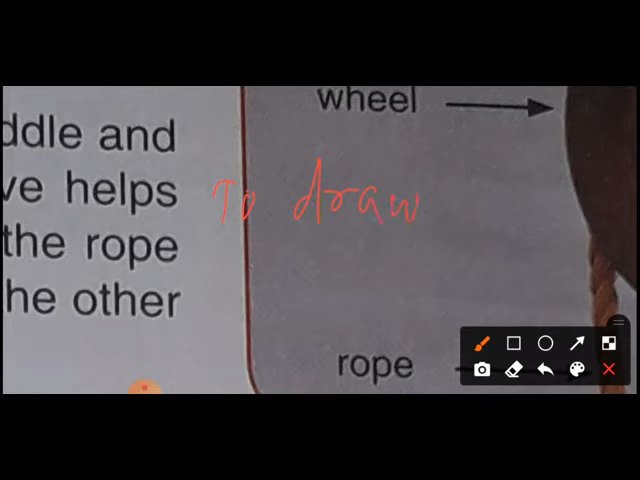 ddle and
ve helps
the rope
he other
wheel
To draw
rope